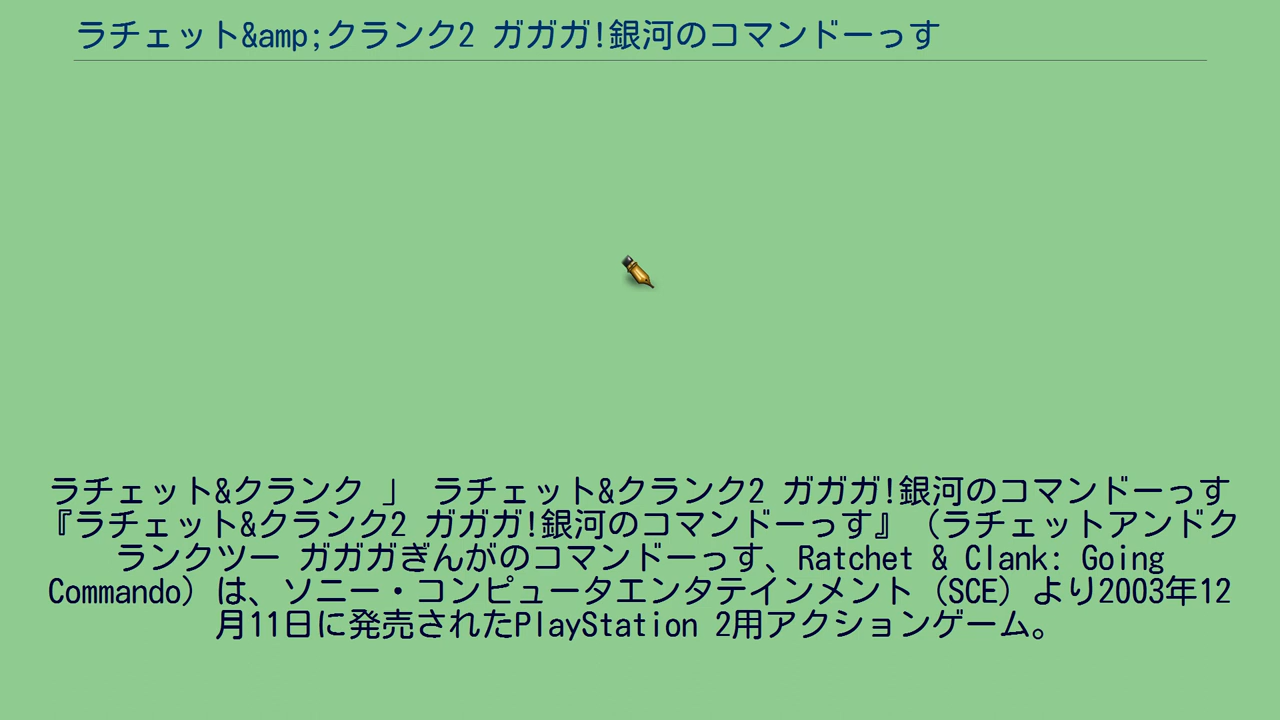 ラチェット&amp;クランク2 ガガガ!銀河のコマンドーっす
ラチェット&クランク 」 ラチェット&クランク2 ガガガ!銀河のコマンドーっす
『ラチェット&クランク2 ガガガ!銀河のコマンドーっす』（ラチェットアンドク
ランクツー ガガガぎんがのコマンドーっす、Ratchet & Clank: Going
Commando）は、ソニー・コンピュータエンタテインメント（SCE）より2003年12
月11日に発売されたPlayStation 2用アクションゲーム。